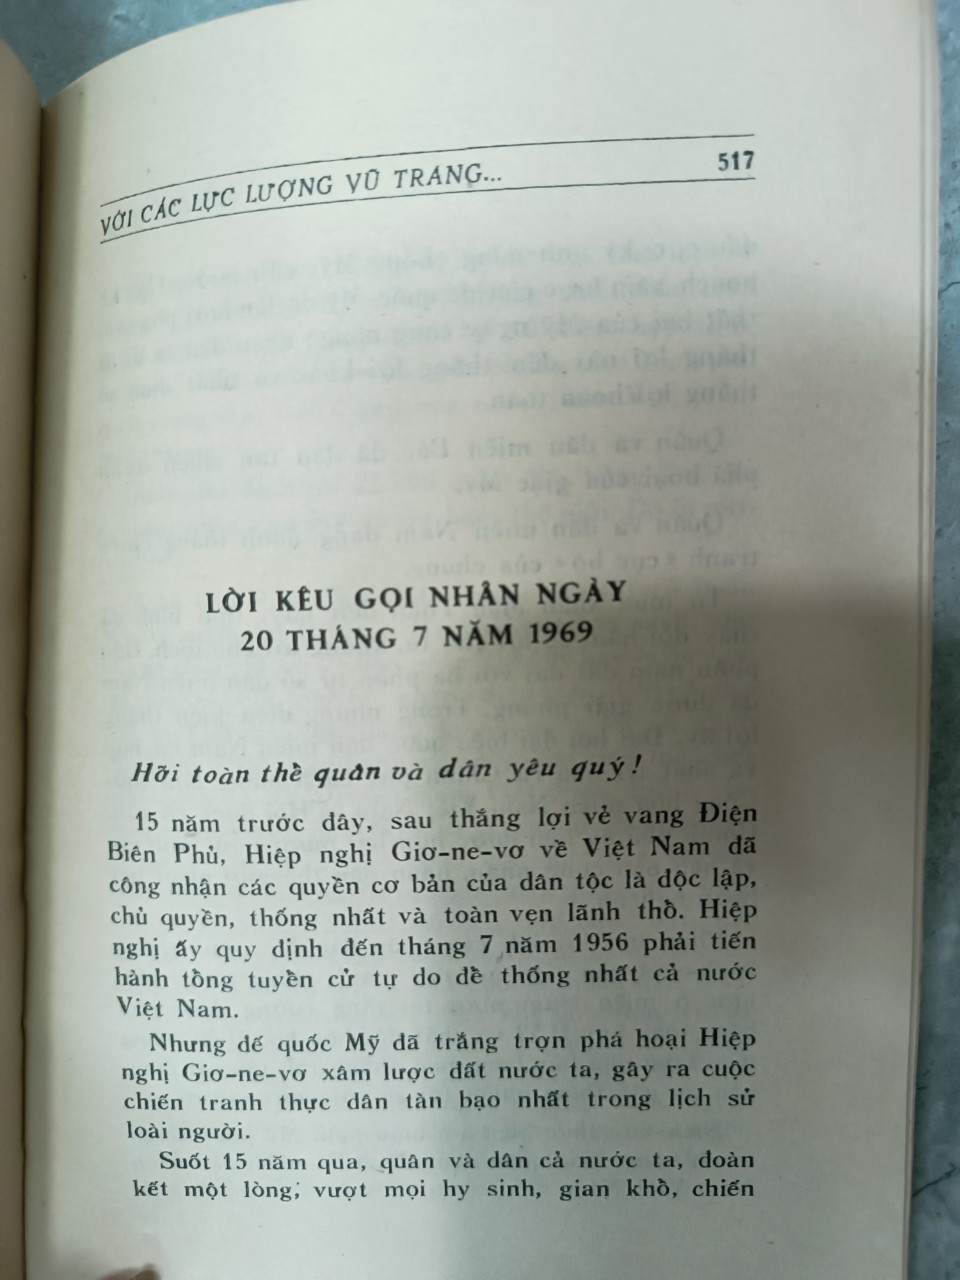 VỚI CÁC LỰC LƯỢNG VŨ TRANG...
517
LỜI KÊU GỌI NHÂN NGÀY
20 THÁNG 7 NĂM 1969
Hỡi toàn thể quân và dân yêu quý!
15 năm trước đây, sau thắng lợi vẻ vang Điện
Biên Phủ, Hiệp nghị Giơ-ne-vơ về Việt Nam đã
công nhận các quyền cơ bản của dân tộc là độc lập,
chủ quyền, thống nhất và toàn vẹn lãnh thổ. Hiệp
nghị ấy quy định đến tháng 7 năm 1956 phải tiến
hành tổng tuyển cử tự do để thống nhất cả nước
Việt Nam.
Nhưng đế quốc Mỹ đã trắng trợn phá hoại Hiệp
nghị Giơ-ne-vơ xâm lược đất nước ta, gây ra cuộc
chiến tranh thực dân tàn bạo nhất trong lịch sử
loài người.
Suốt 15 năm qua, quân và dân cả nước ta, đoàn
kết một lòng, vượt mọi hy sinh, gian khổ, chiến